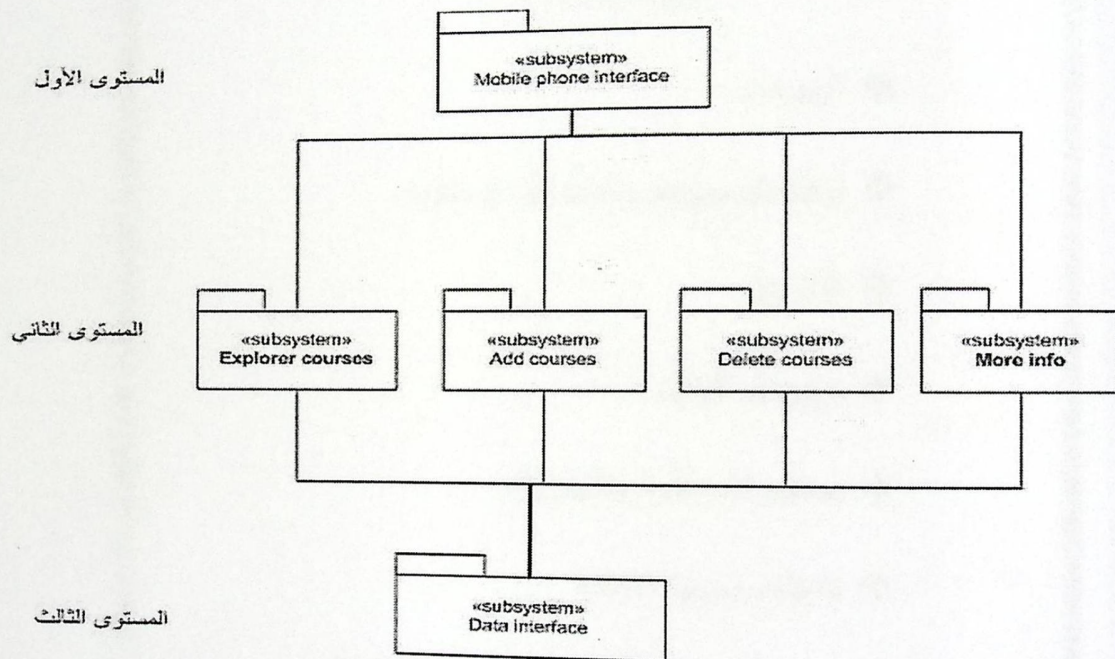 «subsystem»
Mobile phone interface
المستوى الأول
«subsystem»
Explorer courses
«subsystem»
Add courses
«subsystem»
Delete courses
«subsystem»
More info
المستوى الثاني
«subsystem»
Data interface
المستوى الثالث